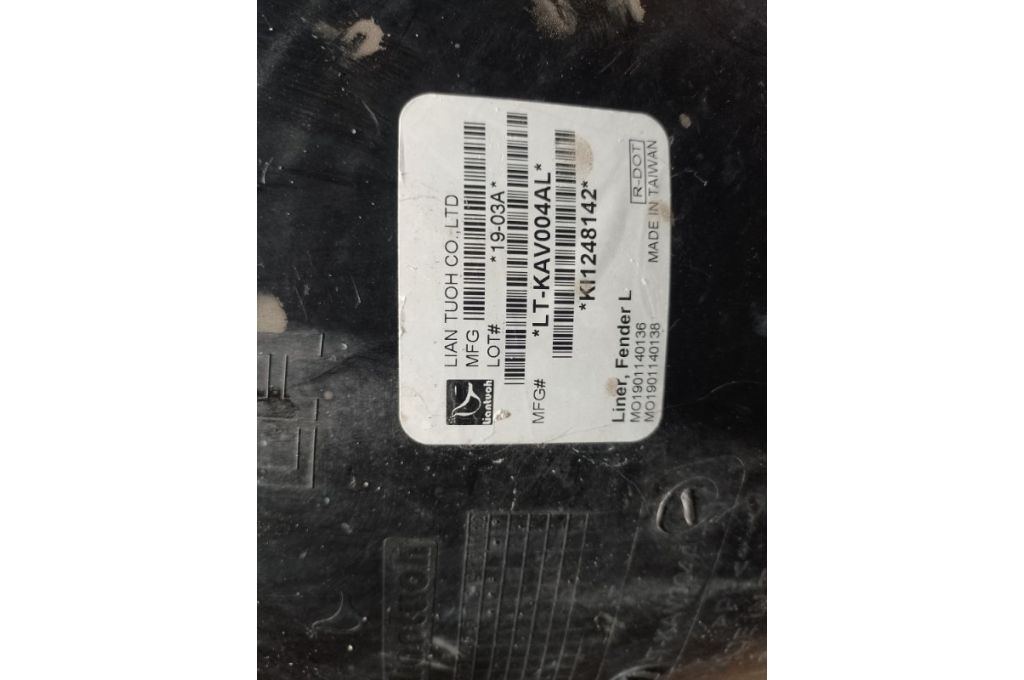 LIAN TUOH CO.,LTD
MFG
LOT#
*19-03A*
liantuoh
*LT-KAV004AL*
MFG#
*KI1248142*
Liner, Fender L
MO1901140136
MO1901140138
R-DOT
MADE IN TAIWAN